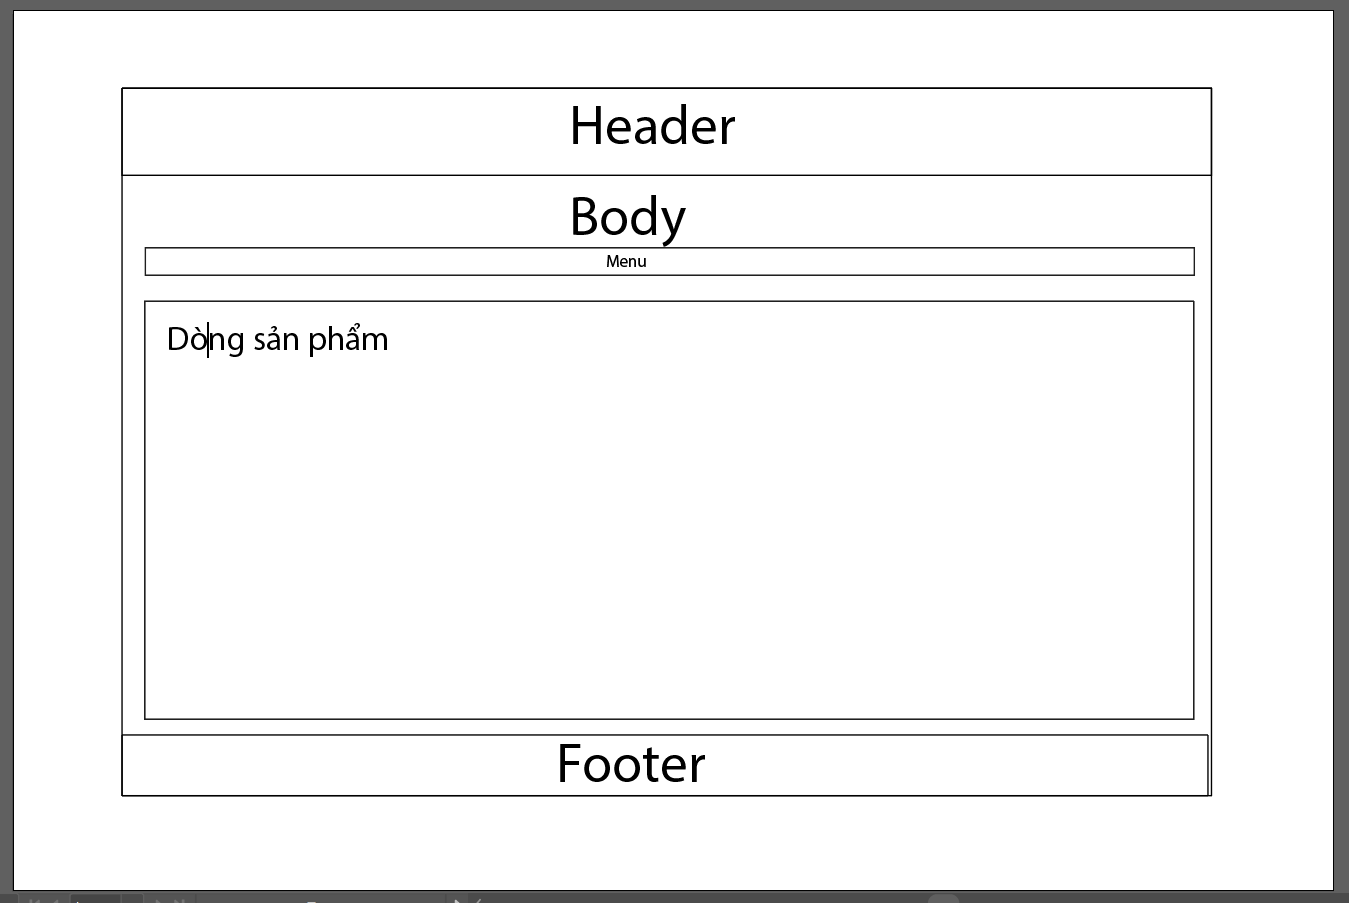 Header
Body
Menu
Dòng sản phẩm
Footer